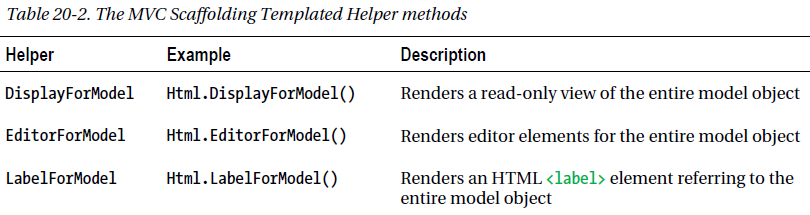 Table 20-2. The MVC Scaffolding Templated Helper methods
Helper Example Description
DisplayForModel Html.DisplayForModel() Renders a read-only view of the entire model object
EditorForModel Html.EditorForModel() Renders editor elements for the entire model object
LabelForModel Html.LabelForModel() Renders an HTML <label> element referring to the
entire model object